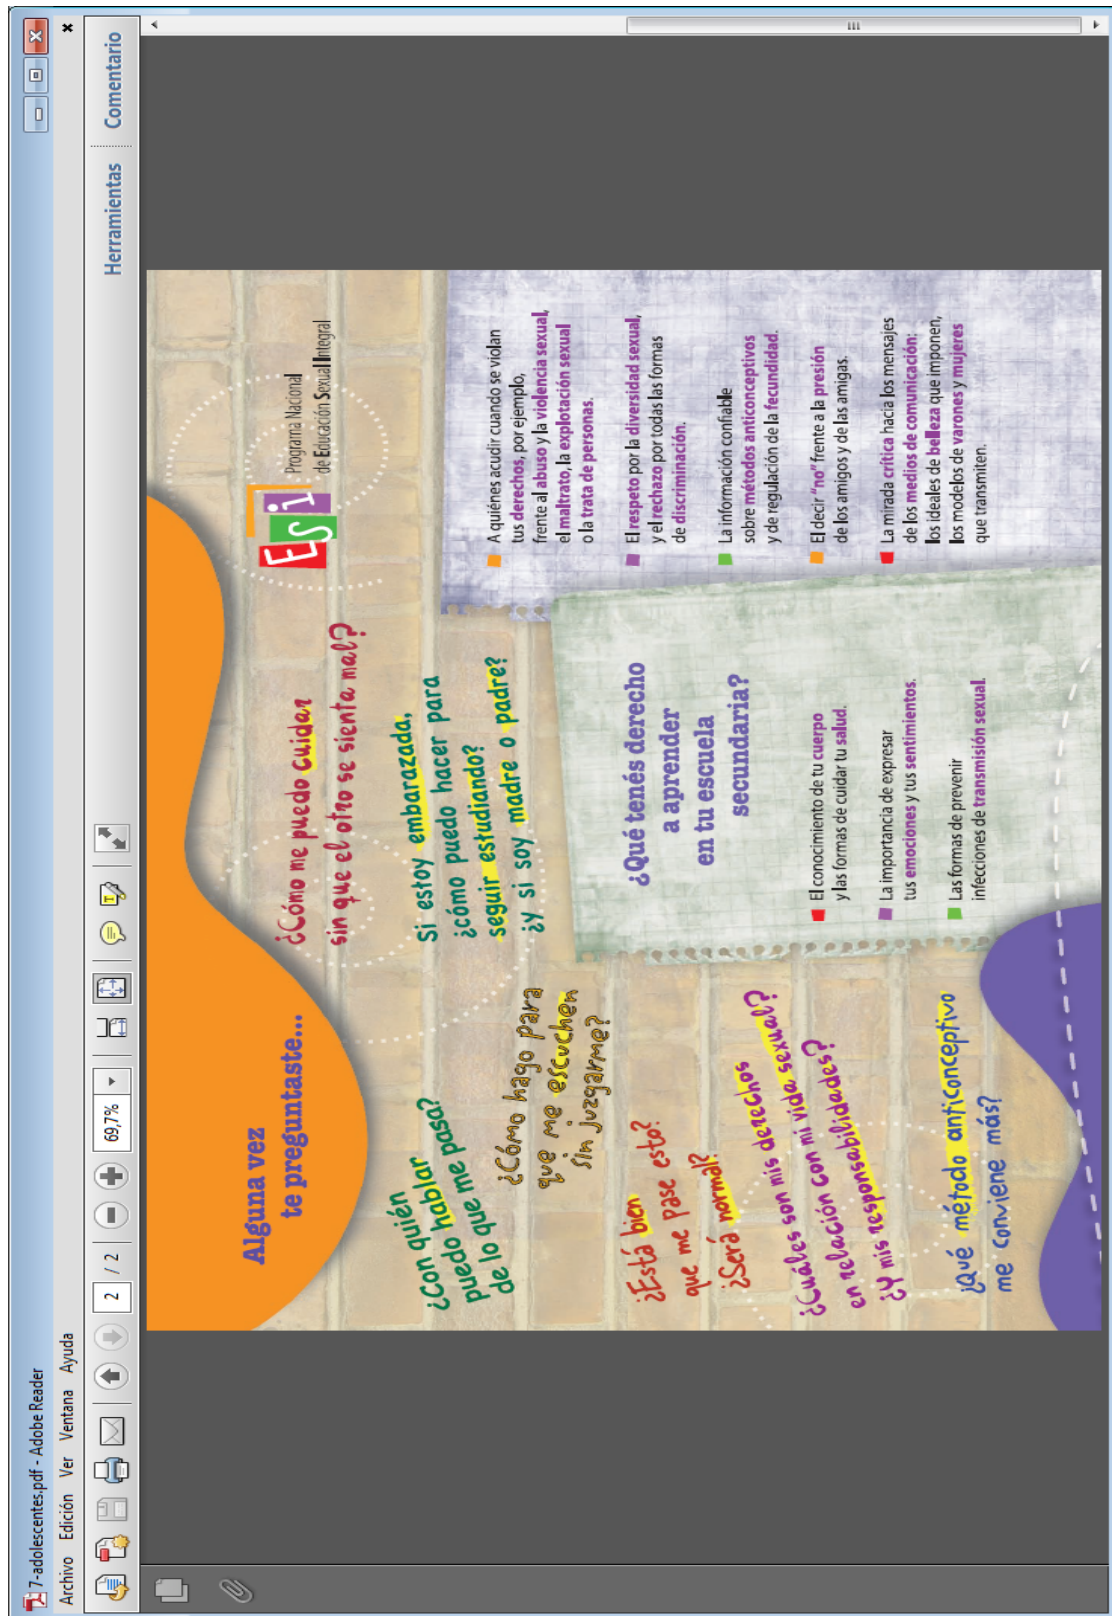 7-adolescentes.pdf - Adobe Reader
Archivo Edición Ver Ventana Ayuda
2 / 2
69,7%
Herramientas
Comentario
Alguna vez
te preguntaste...
¿Con quién
puedo hablar
de lo que me pasa?
¿Cómo hago para
que me escuchen
sin juzgarme?
¿Está bien
que me pase esto?
¿Será normal?
¿Cuáles son mis derechos
en relación con mi vida sexual?
¿Y mis responsabilidades?
¿Qué método anticonceptivo
me conviene más?
¿Cómo me puedo cuidar
sin que el otro se sienta mal?
Si estoy embarazada,
¿cómo puedo hacer para
seguir estudiando?
¿y si soy madre o padre?
ESi
Programa Nacional
de Educación Sexual Integral
¿Qué tenés derecho
a aprender
en tu escuela
secundaria?
El conocimiento de tu cuerpo
y las formas de cuidar tu salud.
La importancia de expresar
tus emociones y tus sentimientos.
Las formas de prevenir
infecciones de transmisión sexual.
A quiénes acudir cuando se violan
tus derechos, por ejemplo,
frente al abuso y la violencia sexual,
el maltrato, la explotación sexual
o la trata de personas.
El respeto por la diversidad sexual,
y el rechazo por todas las formas
de discriminación.
La información confiable
sobre métodos anticonceptivos
y de regulación de la fecundidad.
El decir "no" frente a la presión
de los amigos y de las amigas.
La mirada crítica hacia los mensajes
de los medios de comunicación:
los ideales de belleza que imponen,
los modelos de varones y mujeres
que transmiten.